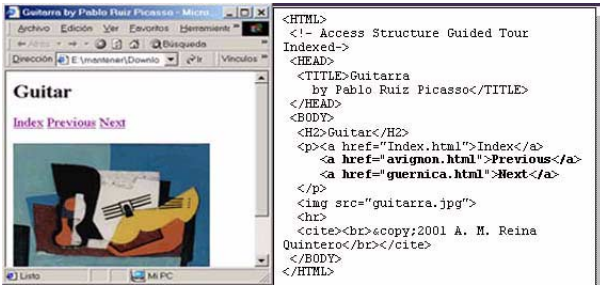 Guitarra by Pablo Ruiz Picasso - Micro...
Archivo Edición Ver Favoritos Herramient »
Atrás Búsqueda »
Dirección E:\mantener\Downlo Ir Vínculos »
Guitar
Index Previous Next
Listo Mi PC
<HTML>
<!- Access Structure Guided Tour
Indexed->
<HEAD>
<TITLE>Guitarra
by Pablo Ruiz Picasso</TITLE>
</HEAD>
<BODY>
<H2>Guitar</H2>
<p><a href="Index.html">Index</a>
<a href="avignon.html">Previous</a>
<a href="guernica.html">Next</a>
</p>
<img src="guitarra.jpg">
<hr>
<cite><br>&copy;2001 A. M. Reina
Quintero</br></cite>
</BODY>
</HTML>